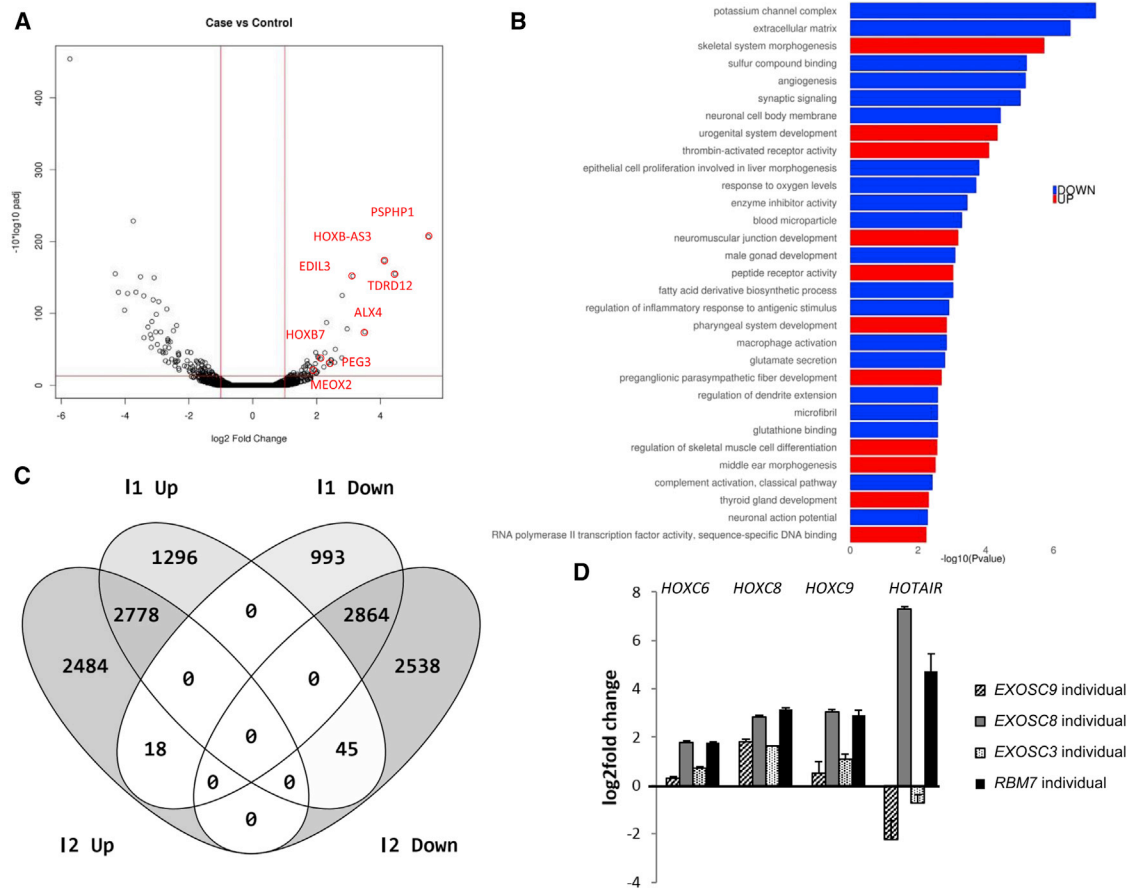 A
Case vs Control
-10*log10 padj
400
300
200
100
0
PSPHP1
HOXB-AS3
EDIL3
TDRD12
ALX4
HOXB7
PEG3
MEOX2
-6
-4
-2
0
2
4
log2 Fold Change
B
potassium channel complex
extracellular matrix
skeletal system morphogenesis
sulfur compound binding
angiogenesis
synaptic signaling
neuronal cell body membrane
urogenital system development
thrombin-activated receptor activity
epithelial cell proliferation involved in liver morphogenesis
response to oxygen levels
enzyme inhibitor activity
blood microparticle
neuromuscular junction development
male gonad development
peptide receptor activity
fatty acid derivative biosynthetic process
regulation of inflammatory response to antigenic stimulus
pharyngeal system development
macrophage activation
glutamate secretion
preganglionic parasympathetic fiber development
regulation of dendrite extension
microfibril
glutathione binding
regulation of skeletal muscle cell differentiation
middle ear morphogenesis
complement activation, classical pathway
thyroid gland development
neuronal action potential
RNA polymerase II transcription factor activity, sequence-specific DNA binding
0
2
4
6
-log10(Pvalue)
DOWN
UP
C
I1 Up
I1 Down
1296
993
2778
0
2864
2484
0
0
2538
18
0
45
0
0
0
I2 Up
I2 Down
D
HOXC6
HOXC8
HOXC9
HOTAIR
log2fold change
8
6
4
2
0
-2
-4
EXOSC9 individual
EXOSC8 individual
EXOSC3 individual
RBM7 individual